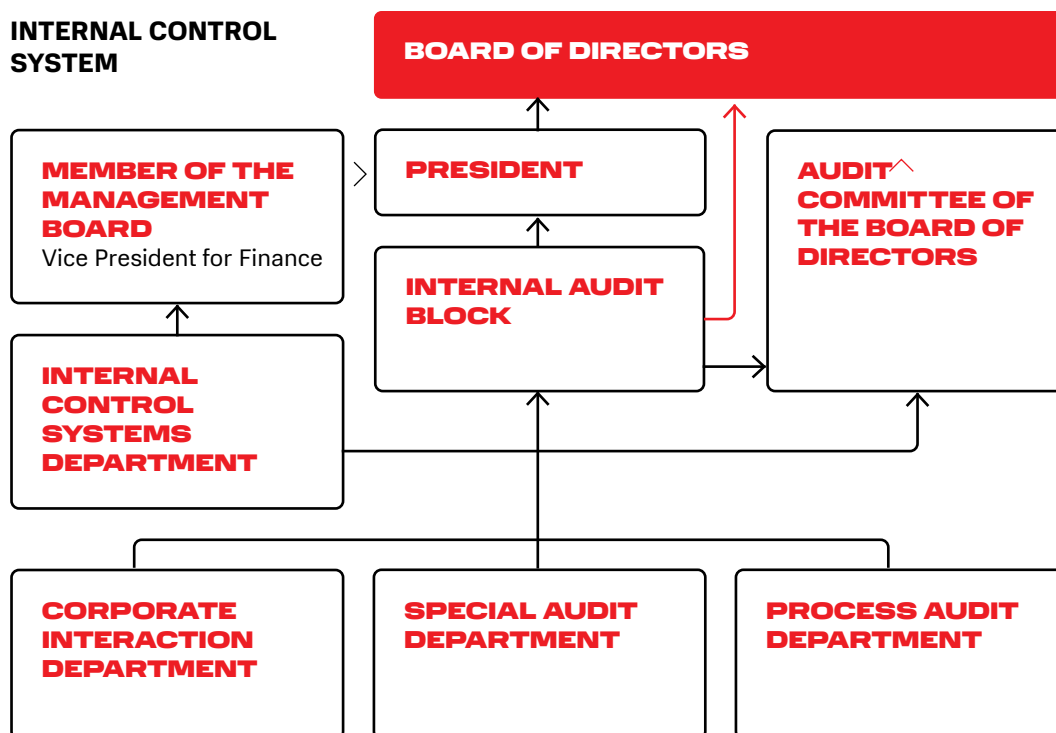 INTERNAL CONTROL
SYSTEM
BOARD OF DIRECTORS
MEMBER OF THE
MANAGEMENT
BOARD
Vice President for Finance
PRESIDENT
AUDIT
COMMITTEE OF
THE BOARD OF
DIRECTORS
INTERNAL AUDIT
BLOCK
INTERNAL
CONTROL
SYSTEMS
DEPARTMENT
CORPORATE
INTERACTION
DEPARTMENT
SPECIAL AUDIT
DEPARTMENT
PROCESS AUDIT
DEPARTMENT